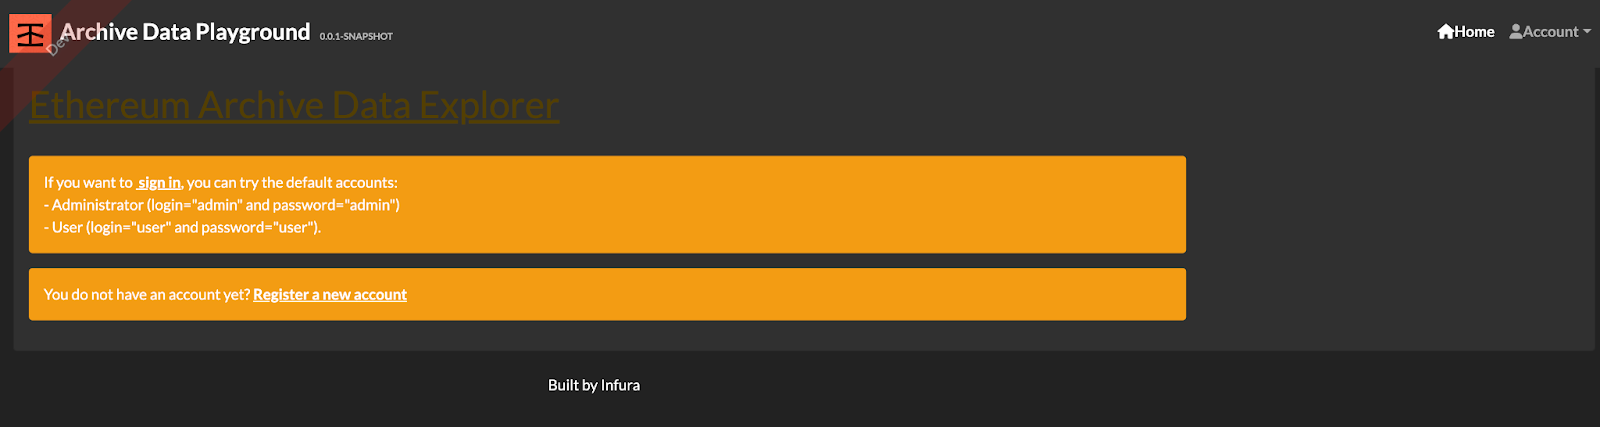 Archive Data Playground 0.0.1-SNAPSHOT
Home Account
Dev
Ethereum Archive Data Explorer
If you want to sign in, you can try the default accounts:
- Administrator (login="admin" and password="admin")
- User (login="user" and password="user").
You do not have an account yet? Register a new account
Built by Infura